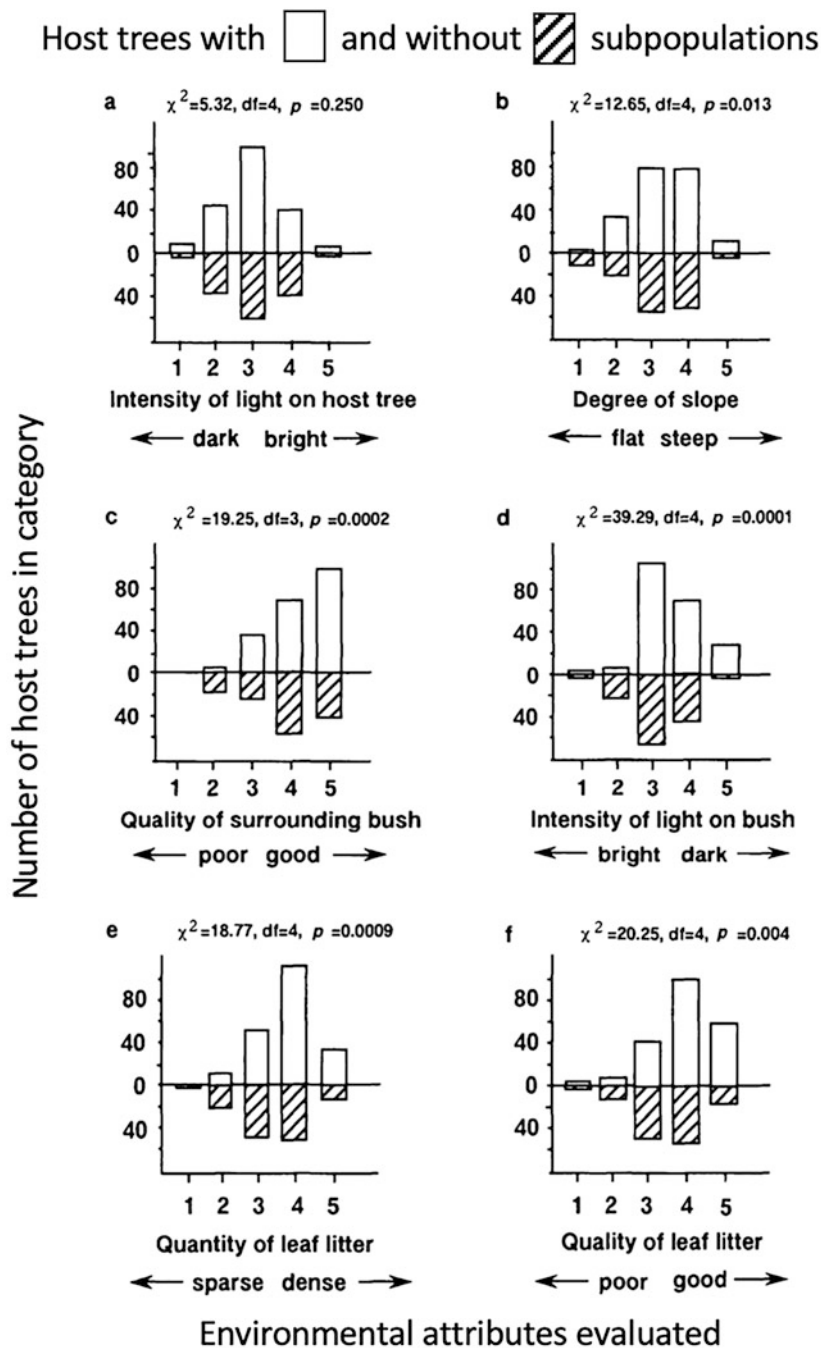 Host trees with and without subpopulations
a χ²=5.32, df=4, p =0.250
80
40
0
40
1 2 3 4 5
Intensity of light on host tree
← dark bright →
b χ²=12.65, df=4, p =0.013
80
40
0
40
1 2 3 4 5
Degree of slope
← flat steep →
Number of host trees in category
c χ² =19.25, df=3, p =0.0002
80
40
0
40
1 2 3 4 5
Quality of surrounding bush
← poor good →
d χ² =39.29, df=4, p =0.0001
80
40
0
40
1 2 3 4 5
Intensity of light on bush
← bright dark →
e χ²=18.77, df=4, p =0.0009
80
40
0
40
1 2 3 4 5
Quantity of leaf litter
← sparse dense →
f χ² =20.25, df=4, p =0.004
80
40
0
40
1 2 3 4 5
Quality of leaf litter
← poor good →
Environmental attributes evaluated